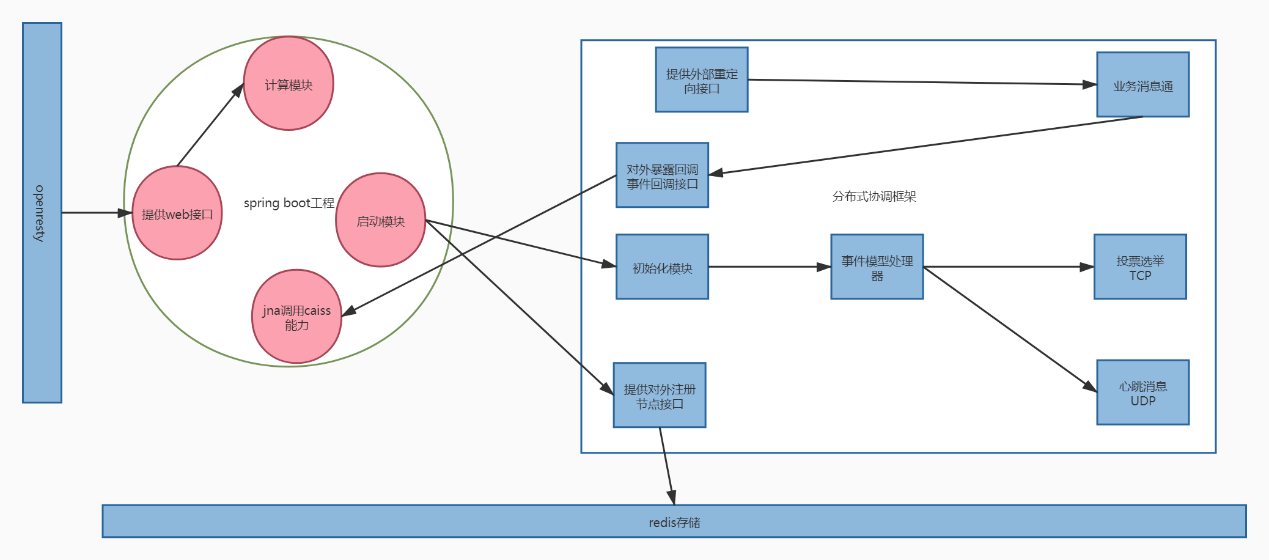 openresty
计算模块
提供web接口
spring boot工程
启动模块
jna调用caiss
能力
提供外部重定
向接口
业务消息通
对外暴露回调
事件回调接口
分布式协调框架
初始化模块
事件模型处理
器
投票选举
TCP
提供对外注册
节点接口
心跳消息
UDP
redis存储